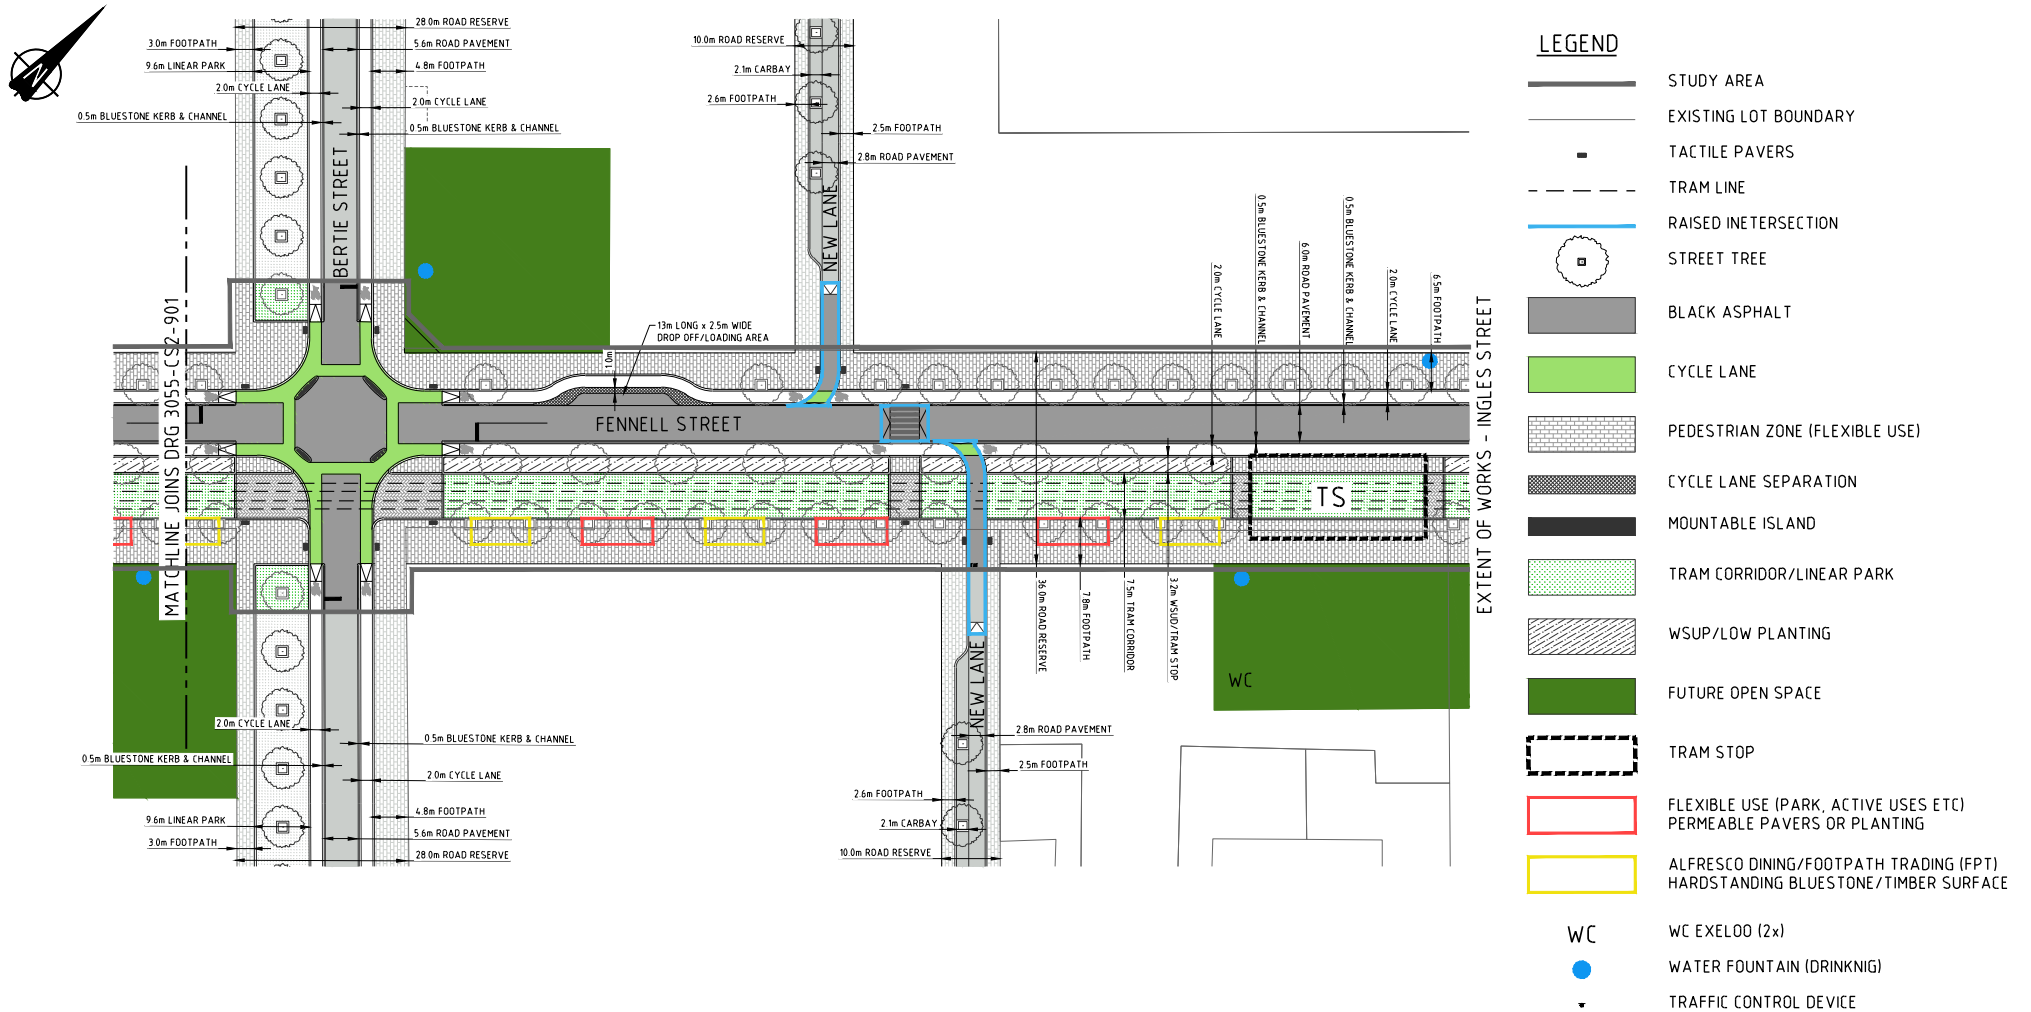 28.0m ROAD RESERVE
3.0m FOOTPATH
5.6m ROAD PAVEMENT
9.6m LINEAR PARK
4.8m FOOTPATH
2.0m CYCLE LANE
2.0m CYCLE LANE
0.5m BLUESTONE KERB & CHANNEL
0.5m BLUESTONE KERB & CHANNEL
BERTIE STREET
10.0m ROAD RESERVE
2.1m CARBAY
2.6m FOOTPATH
2.5m FOOTPATH
2.8m ROAD PAVEMENT
NEW LANE
13m LONG x 2.5m WIDE
DROP OFF/LOADING AREA
1.0m
FENNELL STREET
MATCHLINE JOINS DRG 3055-CS2-901
2.0m CYCLE LANE
0.5m BLUESTONE KERB & CHANNEL
6.0m ROAD PAVEMENT
0.5m BLUESTONE KERB & CHANNEL
2.0m CYCLE LANE
6.5m FOOTPATH
EXTENT OF WORKS - INGLES STREET
TS
36.0m ROAD RESERVE
7.8m FOOTPATH
7.5m TRAM CORRIDOR
3.2m WSUD/TRAM STOP
WC
NEW LANE
2.8m ROAD PAVEMENT
2.5m FOOTPATH
2.6m FOOTPATH
2.1m CARBAY
10.0m ROAD RESERVE
2.0m CYCLE LANE
0.5m BLUESTONE KERB & CHANNEL
0.5m BLUESTONE KERB & CHANNEL
2.0m CYCLE LANE
4.8m FOOTPATH
9.6m LINEAR PARK
5.6m ROAD PAVEMENT
3.0m FOOTPATH
28.0m ROAD RESERVE
LEGEND
STUDY AREA
EXISTING LOT BOUNDARY
TACTILE PAVERS
TRAM LINE
RAISED INETERSECTION
STREET TREE
BLACK ASPHALT
CYCLE LANE
PEDESTRIAN ZONE (FLEXIBLE USE)
CYCLE LANE SEPARATION
MOUNTABLE ISLAND
TRAM CORRIDOR/LINEAR PARK
WSUP/LOW PLANTING
FUTURE OPEN SPACE
TRAM STOP
FLEXIBLE USE (PARK, ACTIVE USES ETC)
PERMEABLE PAVERS OR PLANTING
ALFRESCO DINING/FOOTPATH TRADING (FPT)
HARDSTANDING BLUESTONE/TIMBER SURFACE
WC WC EXELOO (2x)
WATER FOUNTAIN (DRINKNIG)
TRAFFIC CONTROL DEVICE